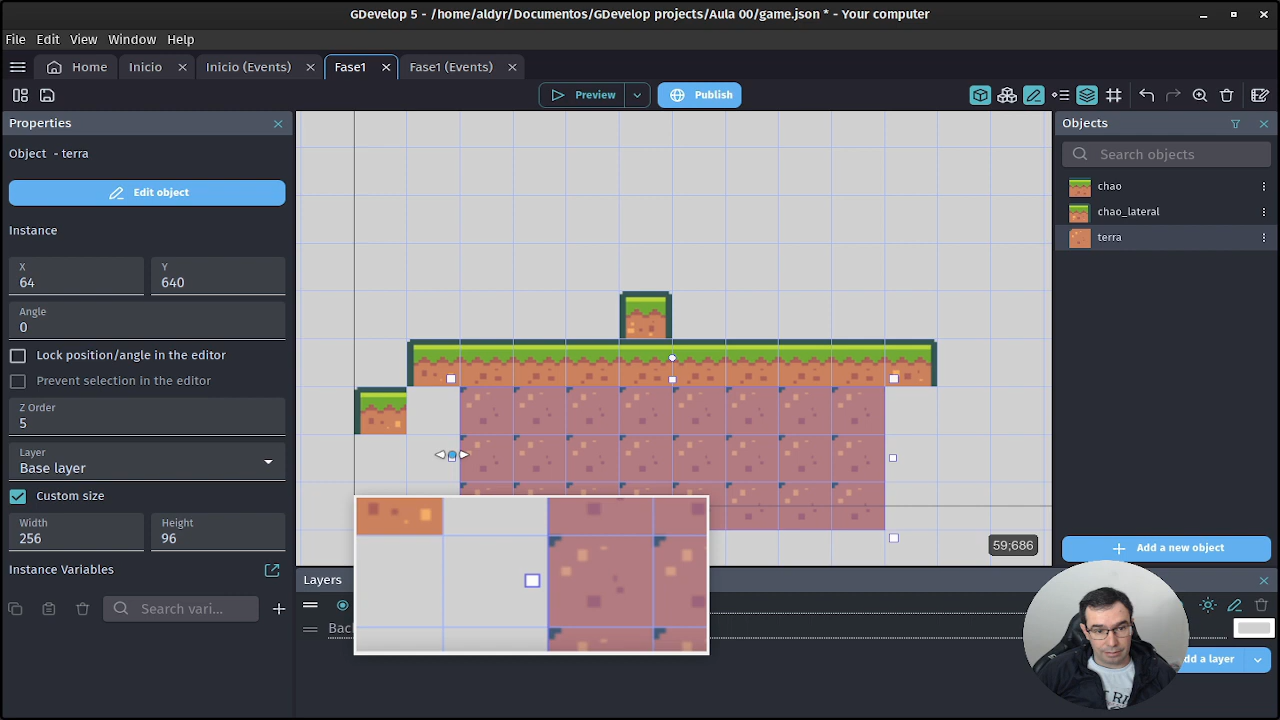 GDevelop 5 - /home/aldyr/Documentos/GDevelop projects/Aula 00/game.json * - Your computer
File Edit View Window Help
Home Inicio Inicio (Events) Fase1 Fase1 (Events)
Preview Publish
Properties
Object - terra
Edit object
Instance
X Y
64 640
Angle
0
Lock position/angle in the editor
Prevent selection in the editor
Z Order
5
Layer
Base layer
Custom size
Width Height
256 96
Instance Variables
Search vari...
59;686
Layers
Objects
Search objects
chao
chao_lateral
terra
Add a new object